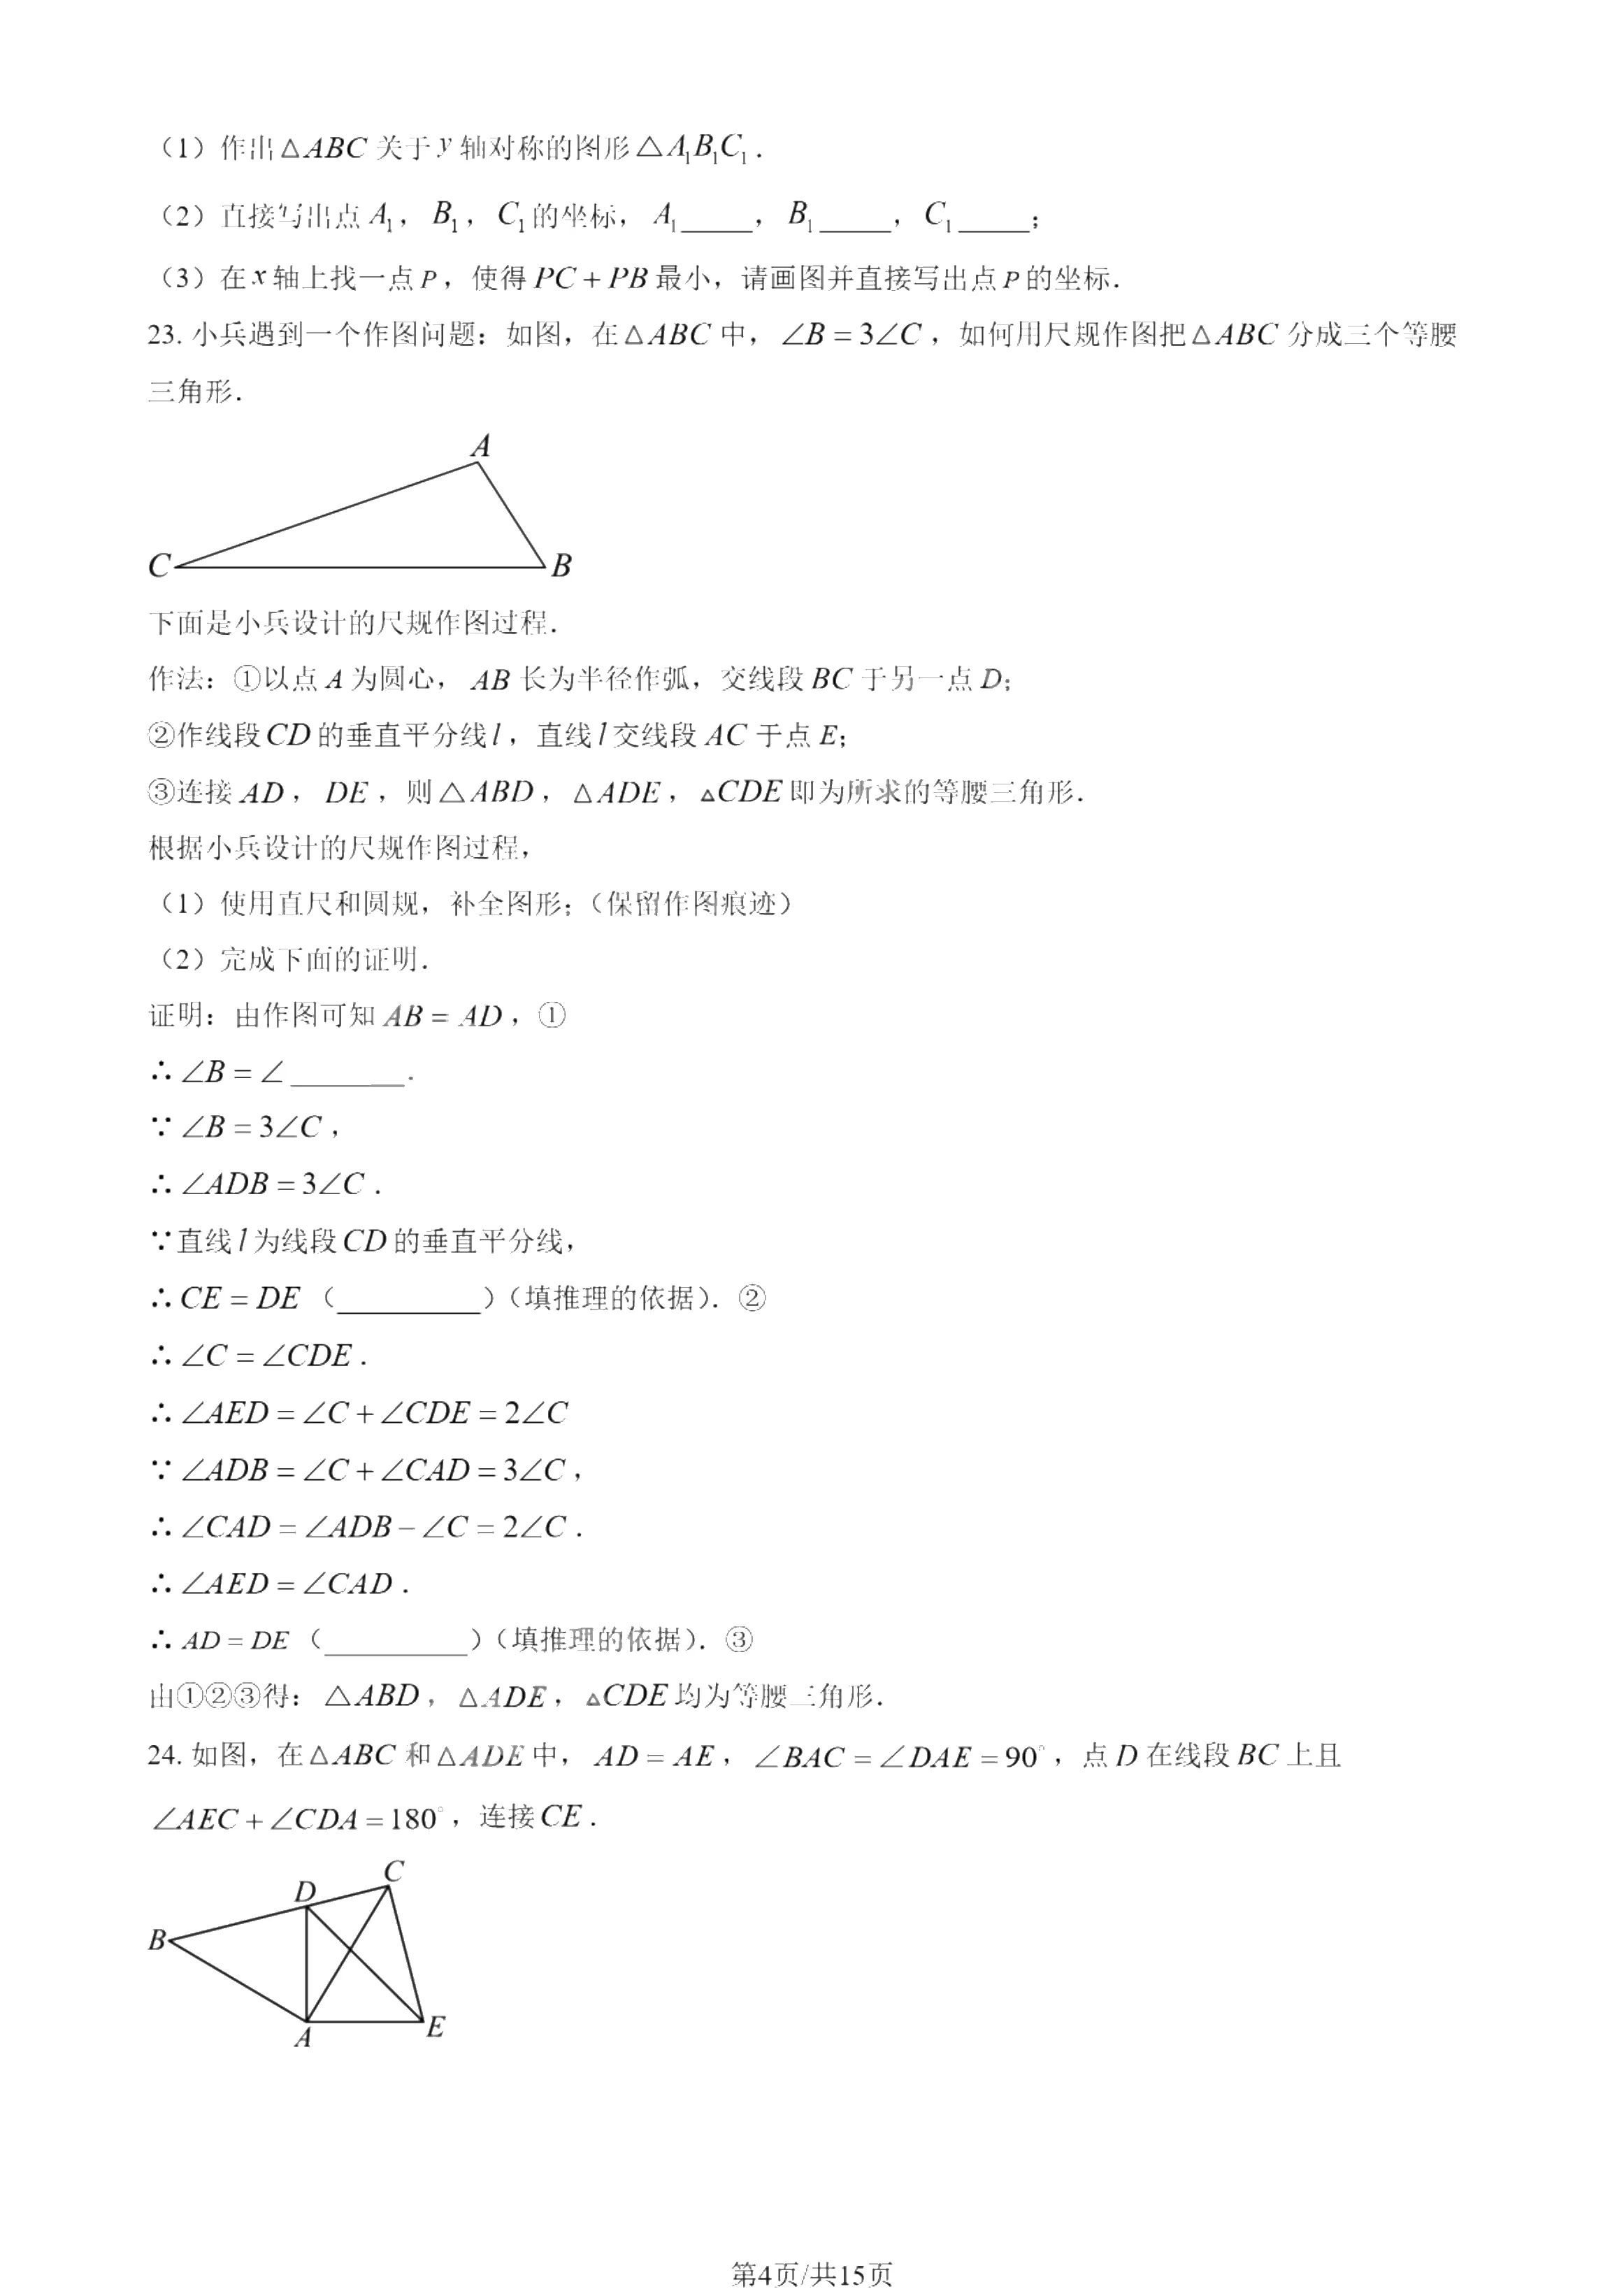 （1）作出△ABC关于y轴对称的图形△A₁B₁C₁．
（2）直接写出点A₁，B₁，C₁的坐标，A₁_____，B₁_____，C₁_____；
（3）在x轴上找一点P，使得PC+PB最小，请画图并直接写出点P的坐标．
23. 小兵遇到一个作图问题：如图，在△ABC中，∠B=3∠C，如何用尺规作图把△ABC分成三个等腰
三角形．
A
C
B
下面是小兵设计的尺规作图过程．
作法：①以点A为圆心，AB长为半径作弧，交线段BC于另一点D；
②作线段CD的垂直平分线l，直线l交线段AC于点E；
③连接AD，DE，则△ABD，△ADE，△CDE即为所求的等腰三角形．
根据小兵设计的尺规作图过程，
（1）使用直尺和圆规，补全图形；（保留作图痕迹）
（2）完成下面的证明．
证明：由作图可知AB=AD，①
∴∠B=∠________．
∵∠B=3∠C，
∴∠ADB=3∠C．
∵直线l为线段CD的垂直平分线，
∴CE=DE（__________）（填推理的依据）．②
∴∠C=∠CDE．
∴∠AED=∠C+∠CDE=2∠C
∵∠ADB=∠C+∠CAD=3∠C，
∴∠CAD=∠ADB−∠C=2∠C．
∴∠AED=∠CAD．
∴AD=DE（__________）（填推理的依据）．③
由①②③得：△ABD，△ADE，△CDE均为等腰三角形．
24. 如图，在△ABC和△ADE中，AD=AE，∠BAC=∠DAE=90°，点D在线段BC上且
∠AEC+∠CDA=180°，连接CE．
C
D
B
A
E
第4页/共15页